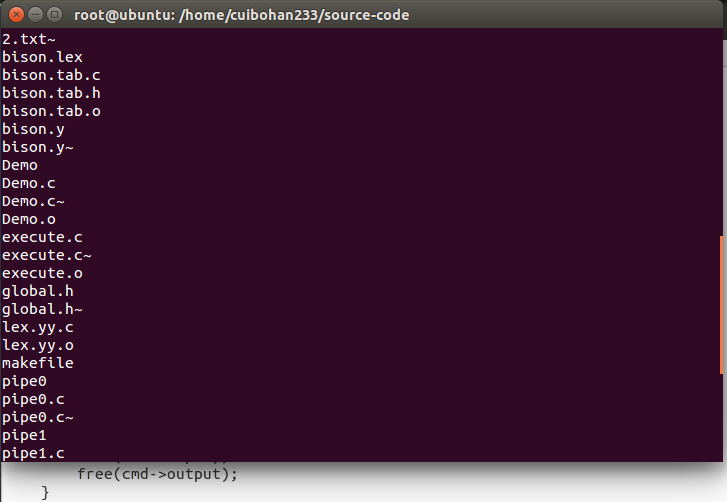 root@ubuntu: /home/cuibohan233/source-code
2.txt~
bison.lex
bison.tab.c
bison.tab.h
bison.tab.o
bison.y
bison.y~
Demo
Demo.c
Demo.c~
Demo.o
execute.c
execute.c~
execute.o
global.h
global.h~
lex.yy.c
lex.yy.o
makefile
pipe0
pipe0.c
pipe0.c~
pipe1
pipe1.c
free(cmd->output);
}